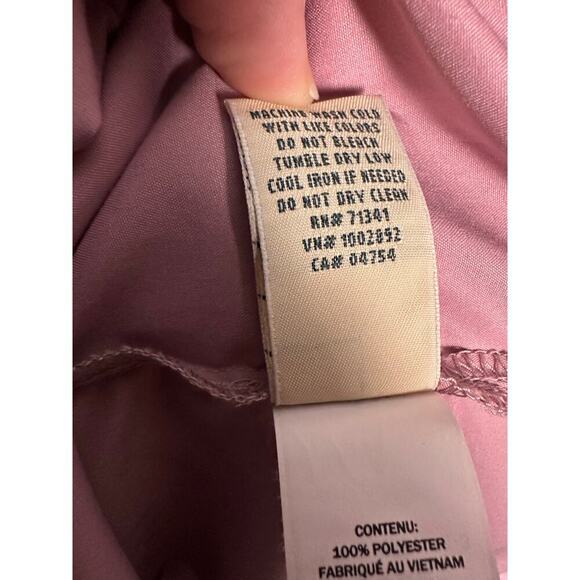 MACHINE WASH COLD
WITH LIKE COLORS
DO NOT BLEACH
TUMBLE DRY LOW
COOL IRON IF NEEDED
DO NOT DRY CLEAN
RN# 71341
VN# 1002892
CA# 04754
CONTENU:
100% POLYESTER
FABRIQUÉ AU VIETNAM